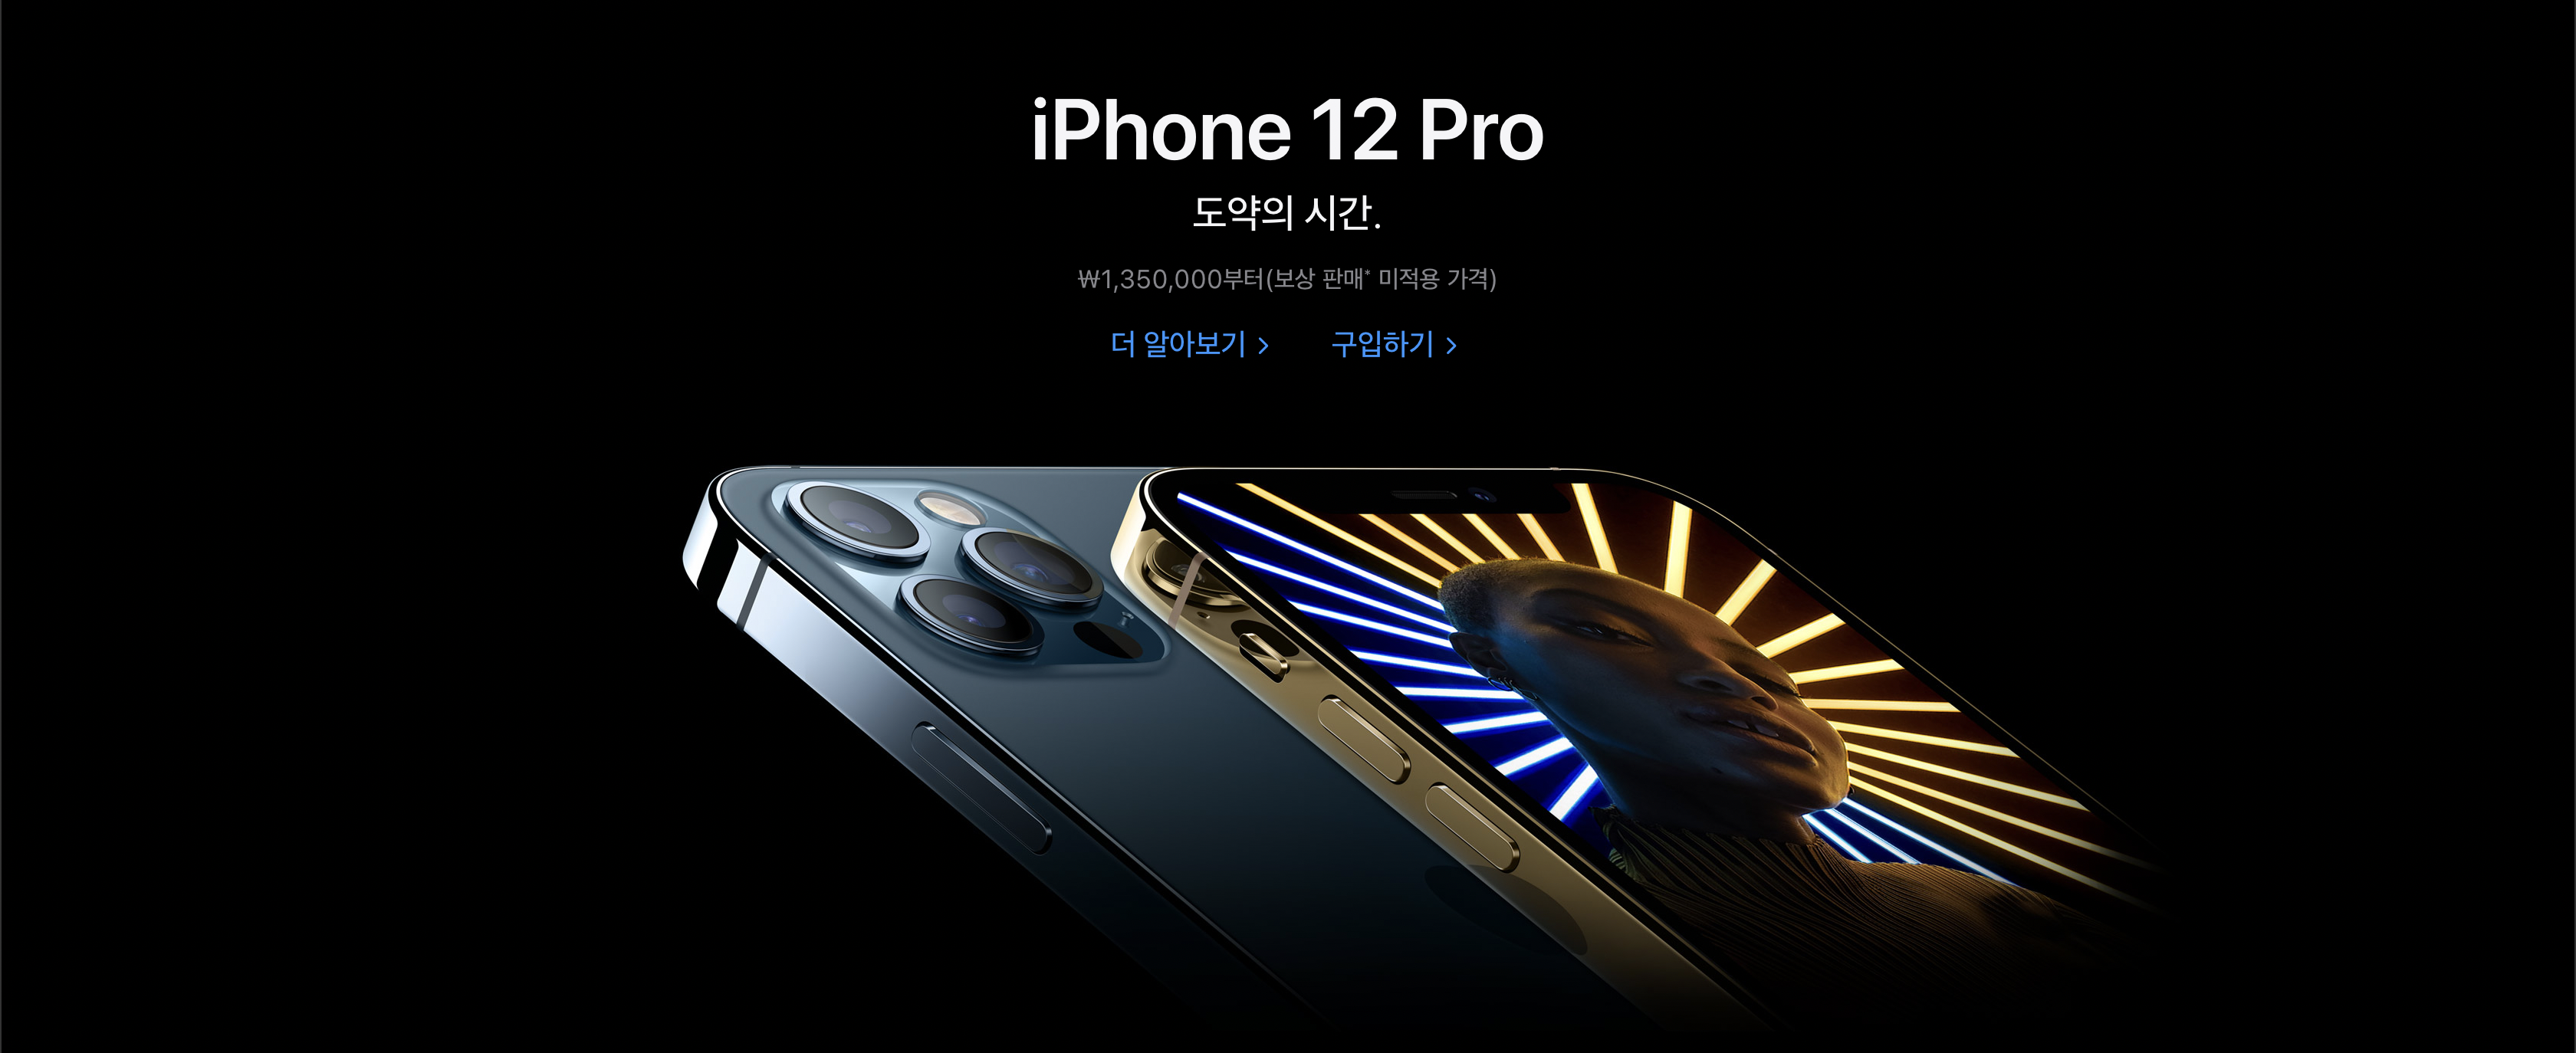 iPhone 12 Pro
도약의 시간.
₩1,350,000부터(보상 판매* 미적용 가격)
더 알아보기 > 구입하기 >